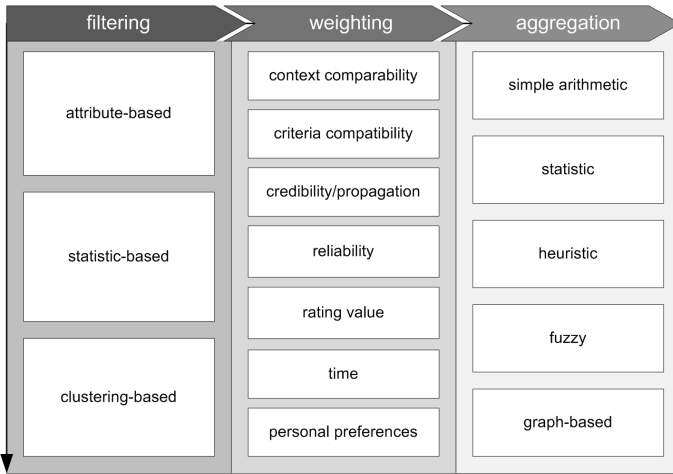 filtering
weighting
aggregation
attribute-based
statistic-based
clustering-based
context comparability
criteria compatibility
credibility/propagation
reliability
rating value
time
personal preferences
simple arithmetic
statistic
heuristic
fuzzy
graph-based